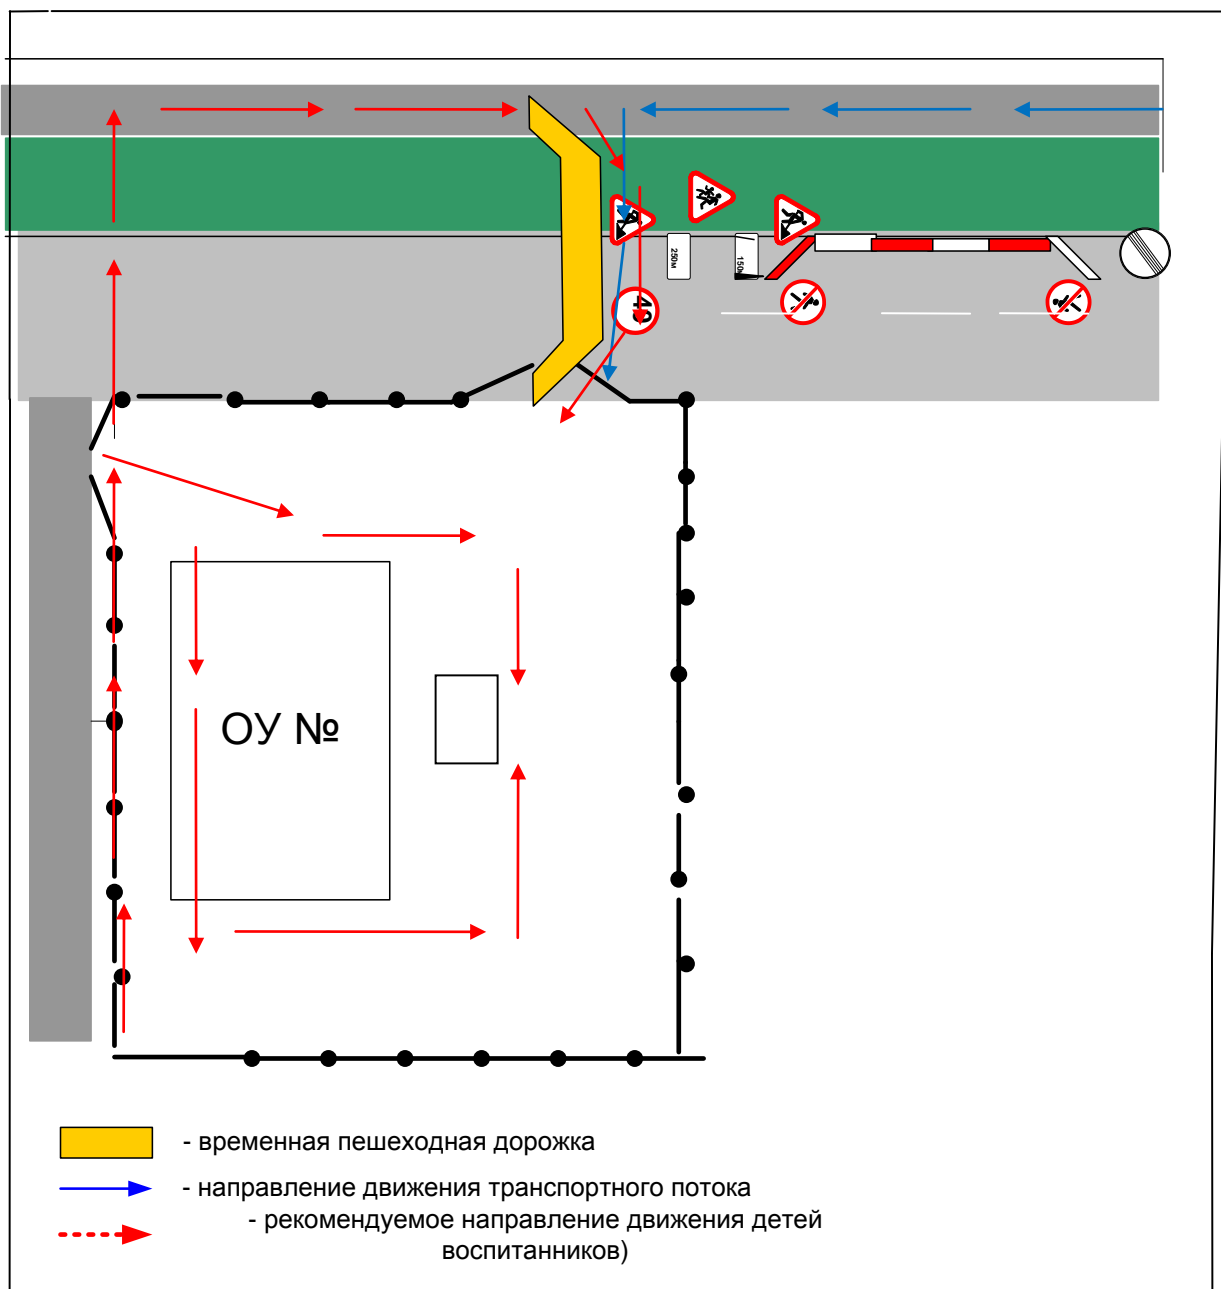 250м
150м
40
ОУ №
- временная пешеходная дорожка
- направление движения транспортного потока
- рекомендуемое направление движения детей
воспитанников)